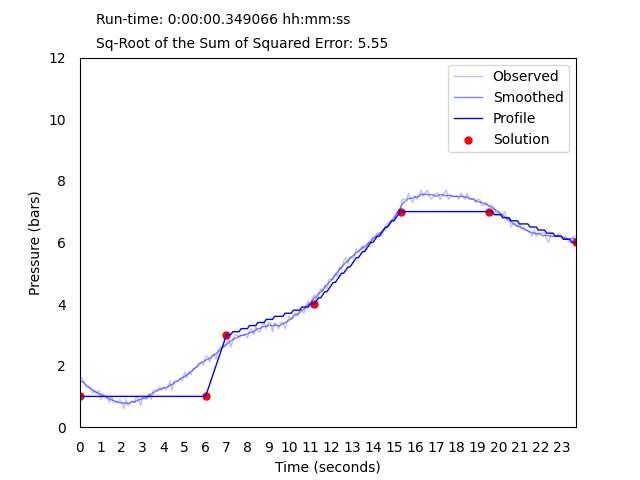 Run-time: 0:00:00.349066 hh:mm:ss
Sq-Root of the Sum of Squared Error: 5.55
12
10
8
6
4
2
0
Pressure (bars)
Observed
Smoothed
Profile
Solution
0 1 2 3 4 5 6 7 8 9 10 11 12 13 14 15 16 17 18 19 20 21 22 23
Time (seconds)